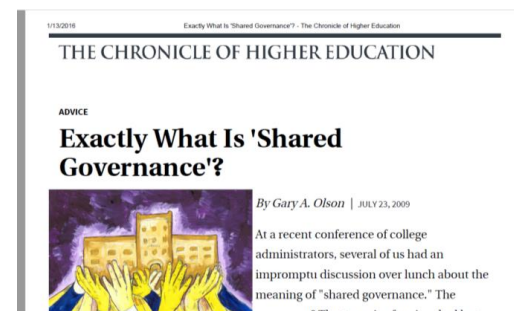 1/13/2016 Exactly What Is 'Shared Governance'? - The Chronicle of Higher Education
THE CHRONICLE OF HIGHER EDUCATION
ADVICE
Exactly What Is 'Shared
Governance'?
By Gary A. Olson | JULY 23, 2009
At a recent conference of college
administrators, several of us had an
impromptu discussion over lunch about the
meaning of "shared governance." The